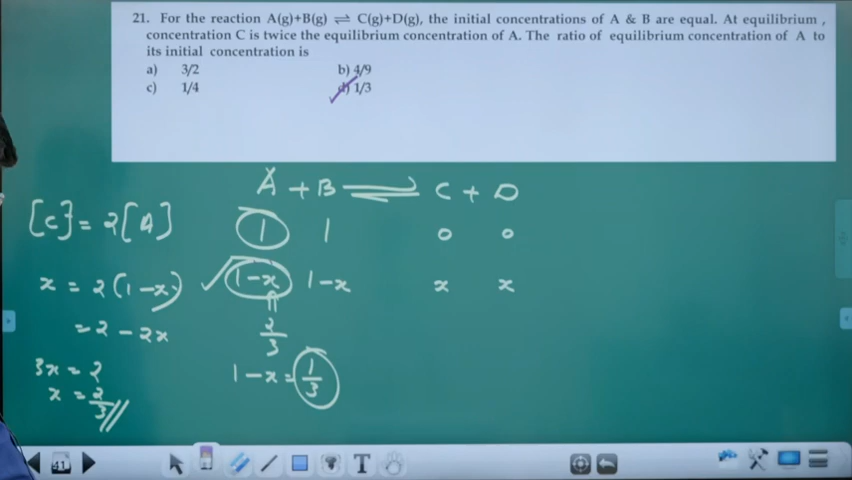 21. For the reaction A(g)+B(g) ⇌ C(g)+D(g), the initial concentrations of A & B are equal. At equilibrium ,
concentration C is twice the equilibrium concentration of A. The ratio of equilibrium concentration of A to
its initial concentration is
a) 3/2 b) 4/9
c) 1/4 d) 1/3
A + B ⇌ C + D
[C] = 2[A] 1 1 0 0
x = 2(1-x) 1-x 1-x x x
= 2 - 2x 2/3
3x = 2 1-x = 1/3
x = 2/3
41 T